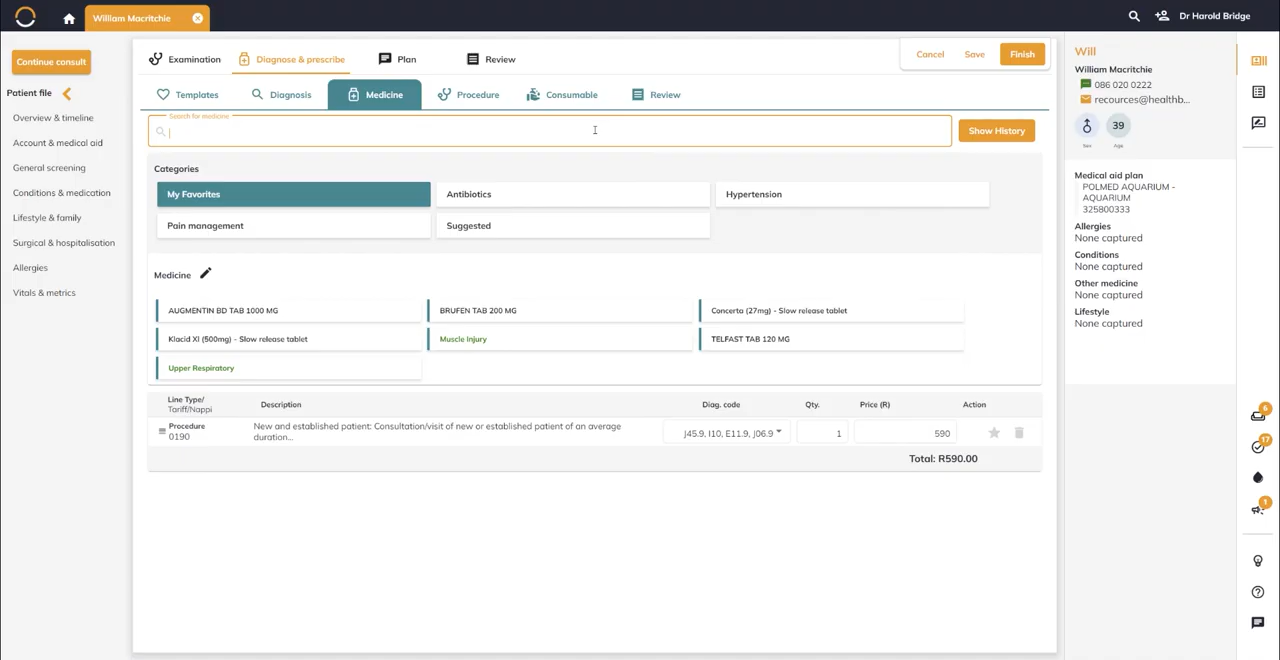 William Macritchie
Dr Harold Bridge
Continue consult
Patient file
Overview & timeline
Account & medical aid
General screening
Conditions & medication
Lifestyle & family
Surgical & hospitalisation
Allergies
Vitals & metrics
Examination
Diagnose & prescribe
Plan
Review
Cancel
Save
Finish
Templates
Diagnosis
Medicine
Procedure
Consumable
Review
Search for medicine
Show History
Categories
My Favorites
Antibiotics
Hypertension
Pain management
Suggested
Medicine
AUGMENTIN BD TAB 1000 MG
BRUFEN TAB 200 MG
Concerta (27mg) - Slow release tablet
Klacid Xl (500mg) - Slow release tablet
Muscle Injury
TELFAST TAB 120 MG
Upper Respiratory
Line Type/
Tariff/Nappi
Description
Diag. code
Qty.
Price (R)
Action
Procedure
0190
New and established patient: Consultation/visit of new or established patient of an average
duration...
J45.9, I10, E11.9, J06.9
1
590
Total: R590.00
Will
William Macritchie
086 020 0222
recources@healthb...
39
Sex
Age
Medical aid plan
POLMED AQUARIUM -
AQUARIUM
325800333
Allergies
None captured
Conditions
None captured
Other medicine
None captured
Lifestyle
None captured
6
17
1